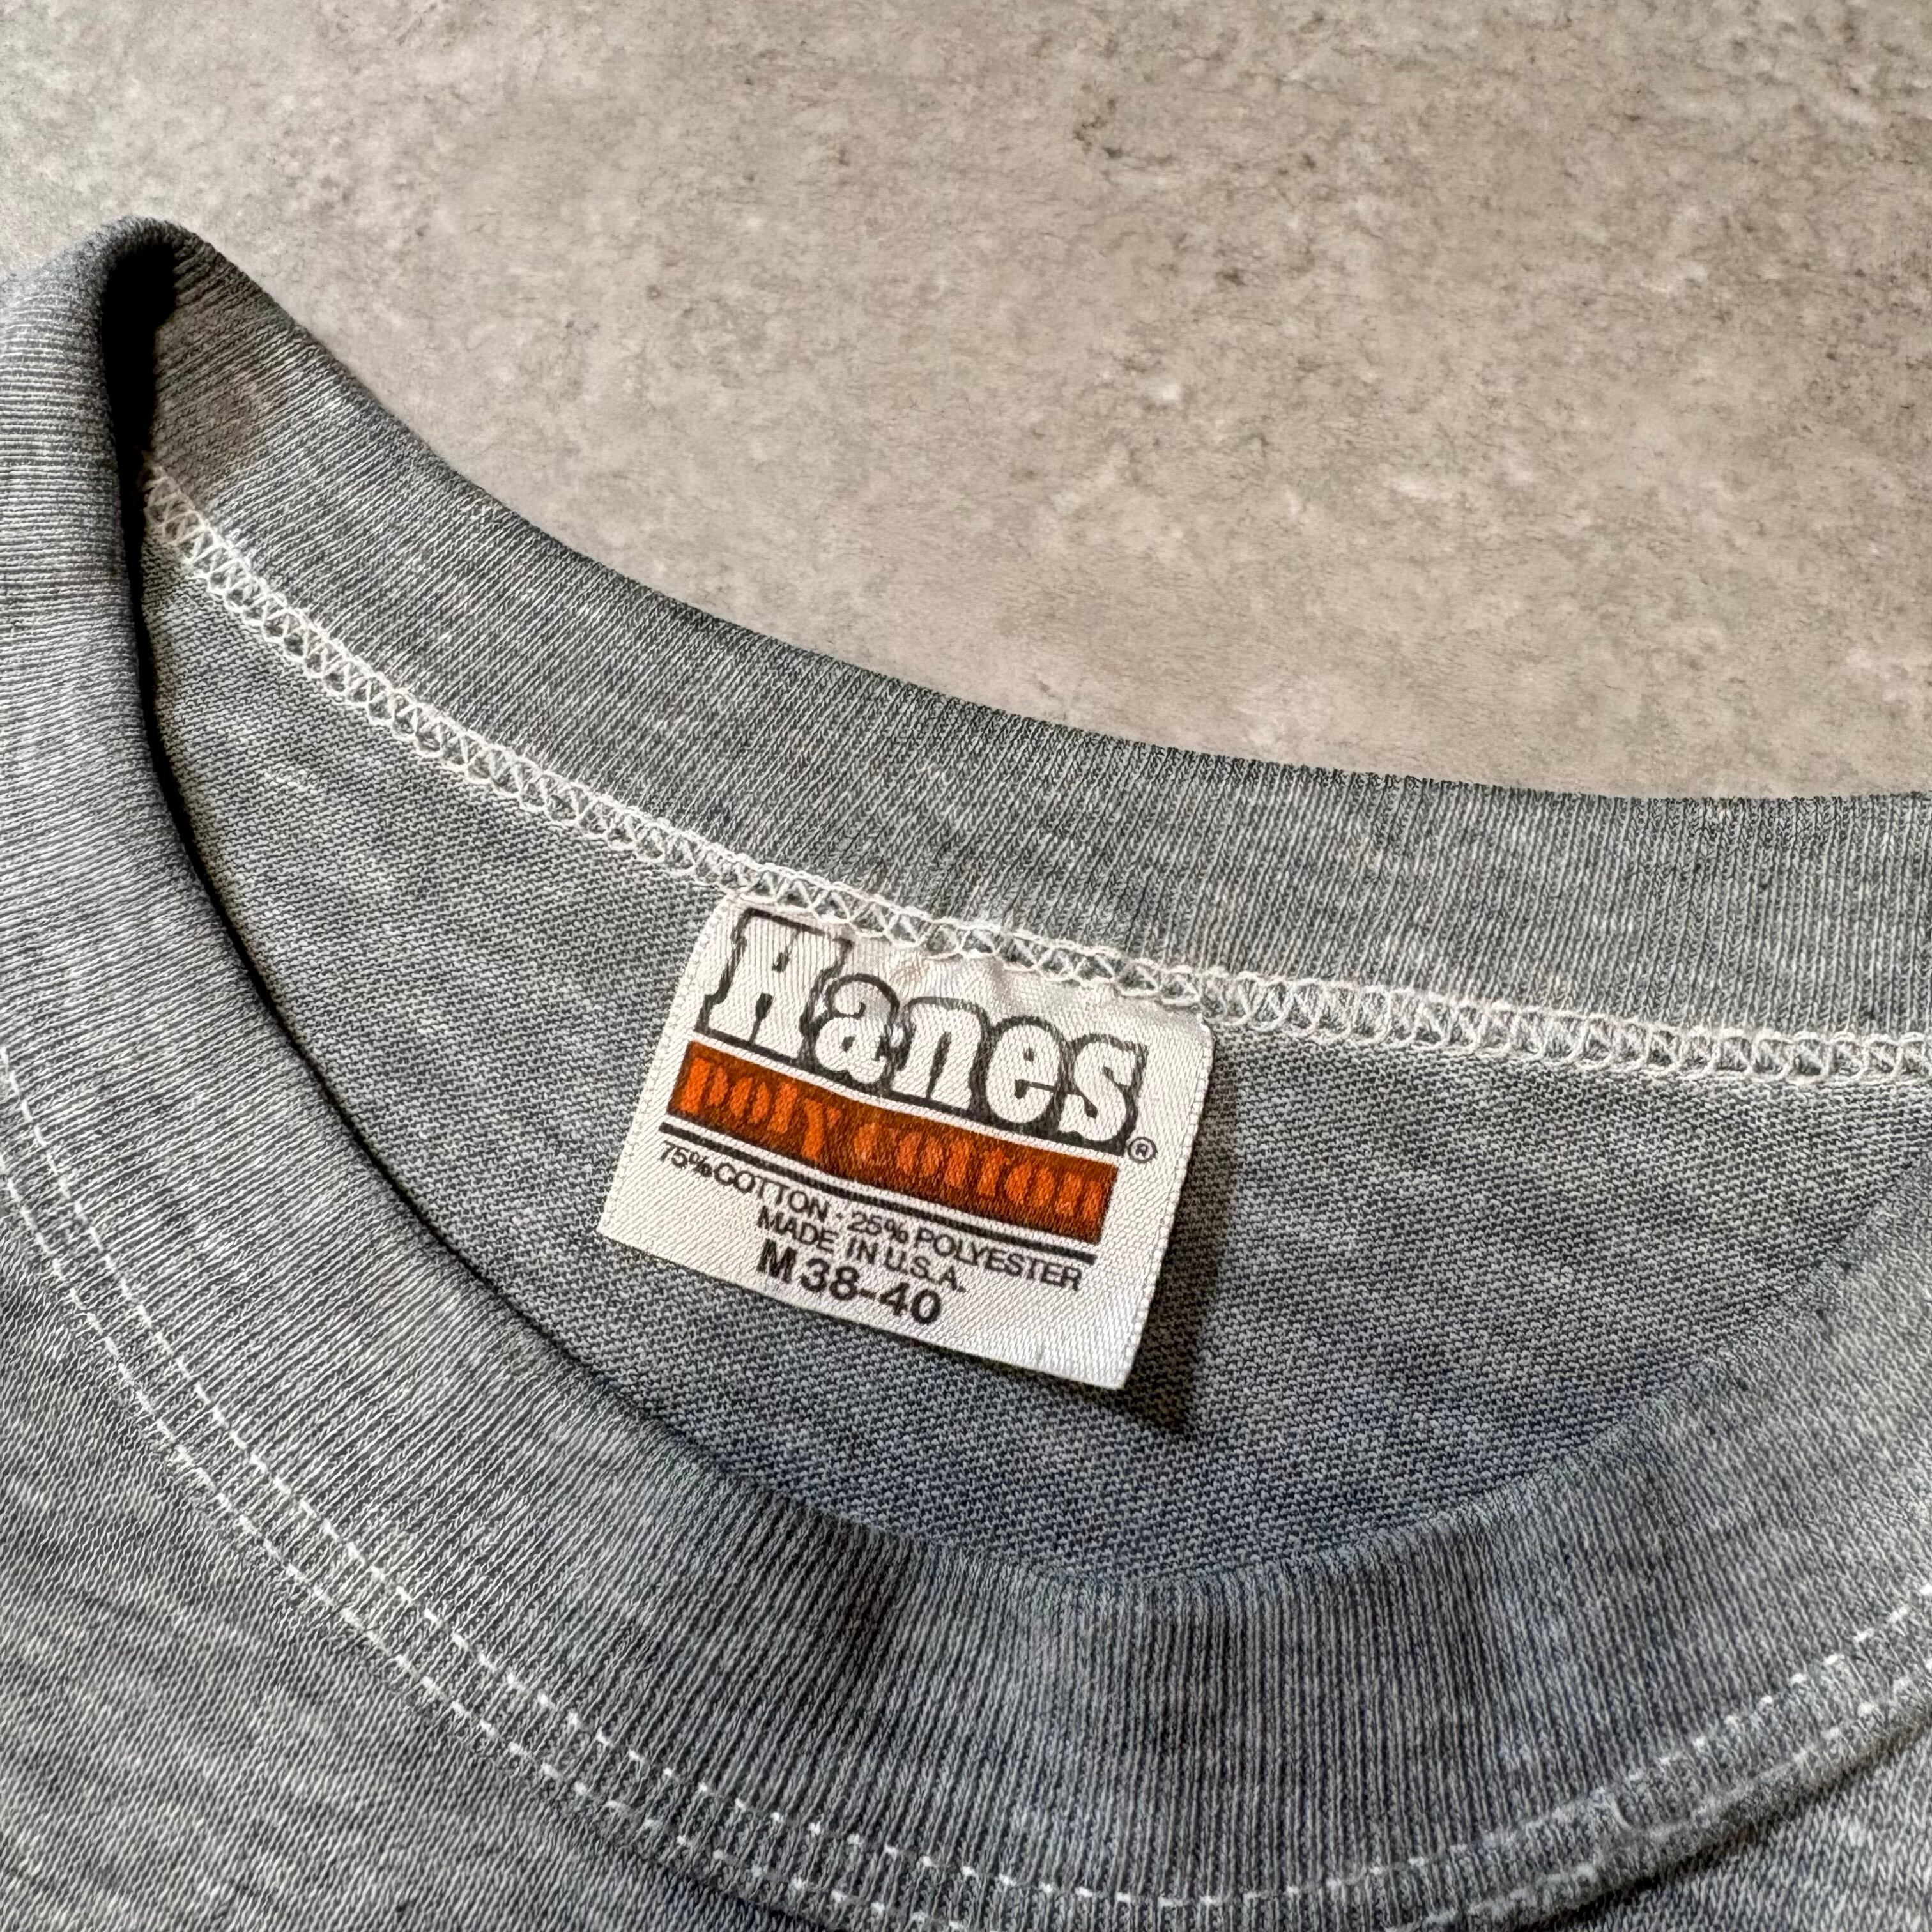 Hanes®
poly cotton
75% COTTON - 25% POLYESTER
MADE IN U.S.A.
M 38-40